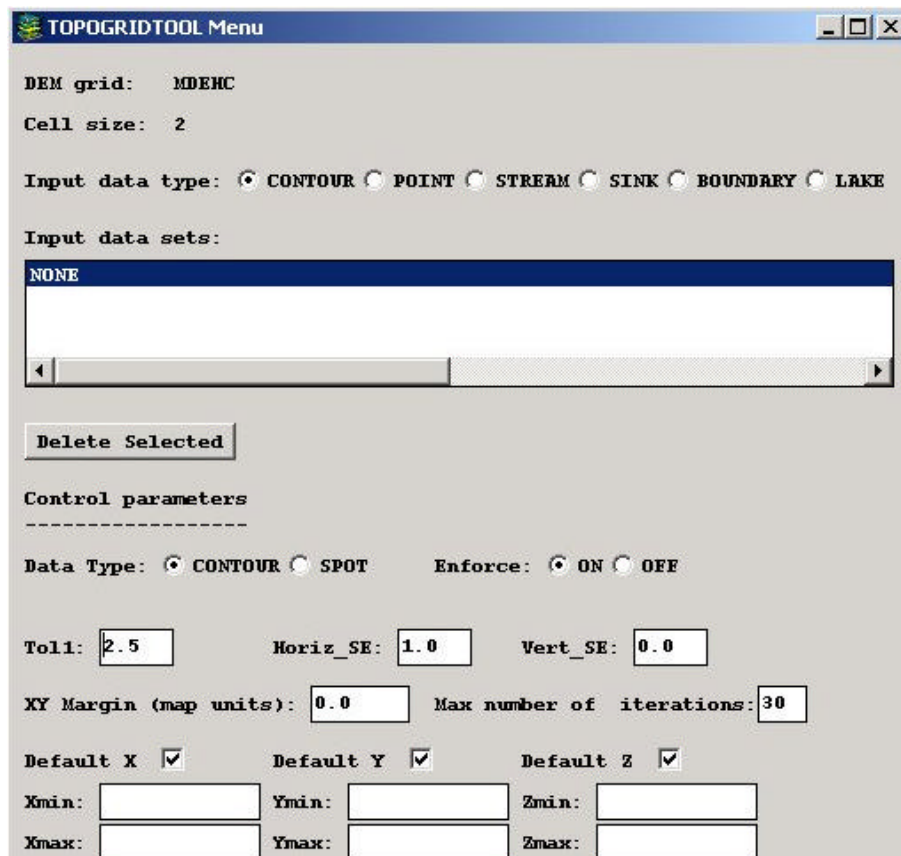 TOPOGRIDTOOL Menu
DEM grid: MDEHC
Cell size: 2
Input data type: CONTOUR POINT STREAM SINK BOUNDARY LAKE
Input data sets:
NONE
Delete Selected
Control parameters
------------------
Data Type: CONTOUR SPOT Enforce: ON OFF
Tol1: 2.5 Horiz_SE: 1.0 Vert_SE: 0.0
XY Margin (map units): 0.0 Max number of iterations: 30
Default X Default Y Default Z
Xmin: Ymin: Zmin:
Xmax: Ymax: Zmax: